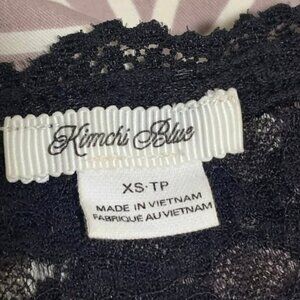 Kimchi Blue
XS·TP
MADE IN VIETNAM
FABRIQUE AU VIETNAM